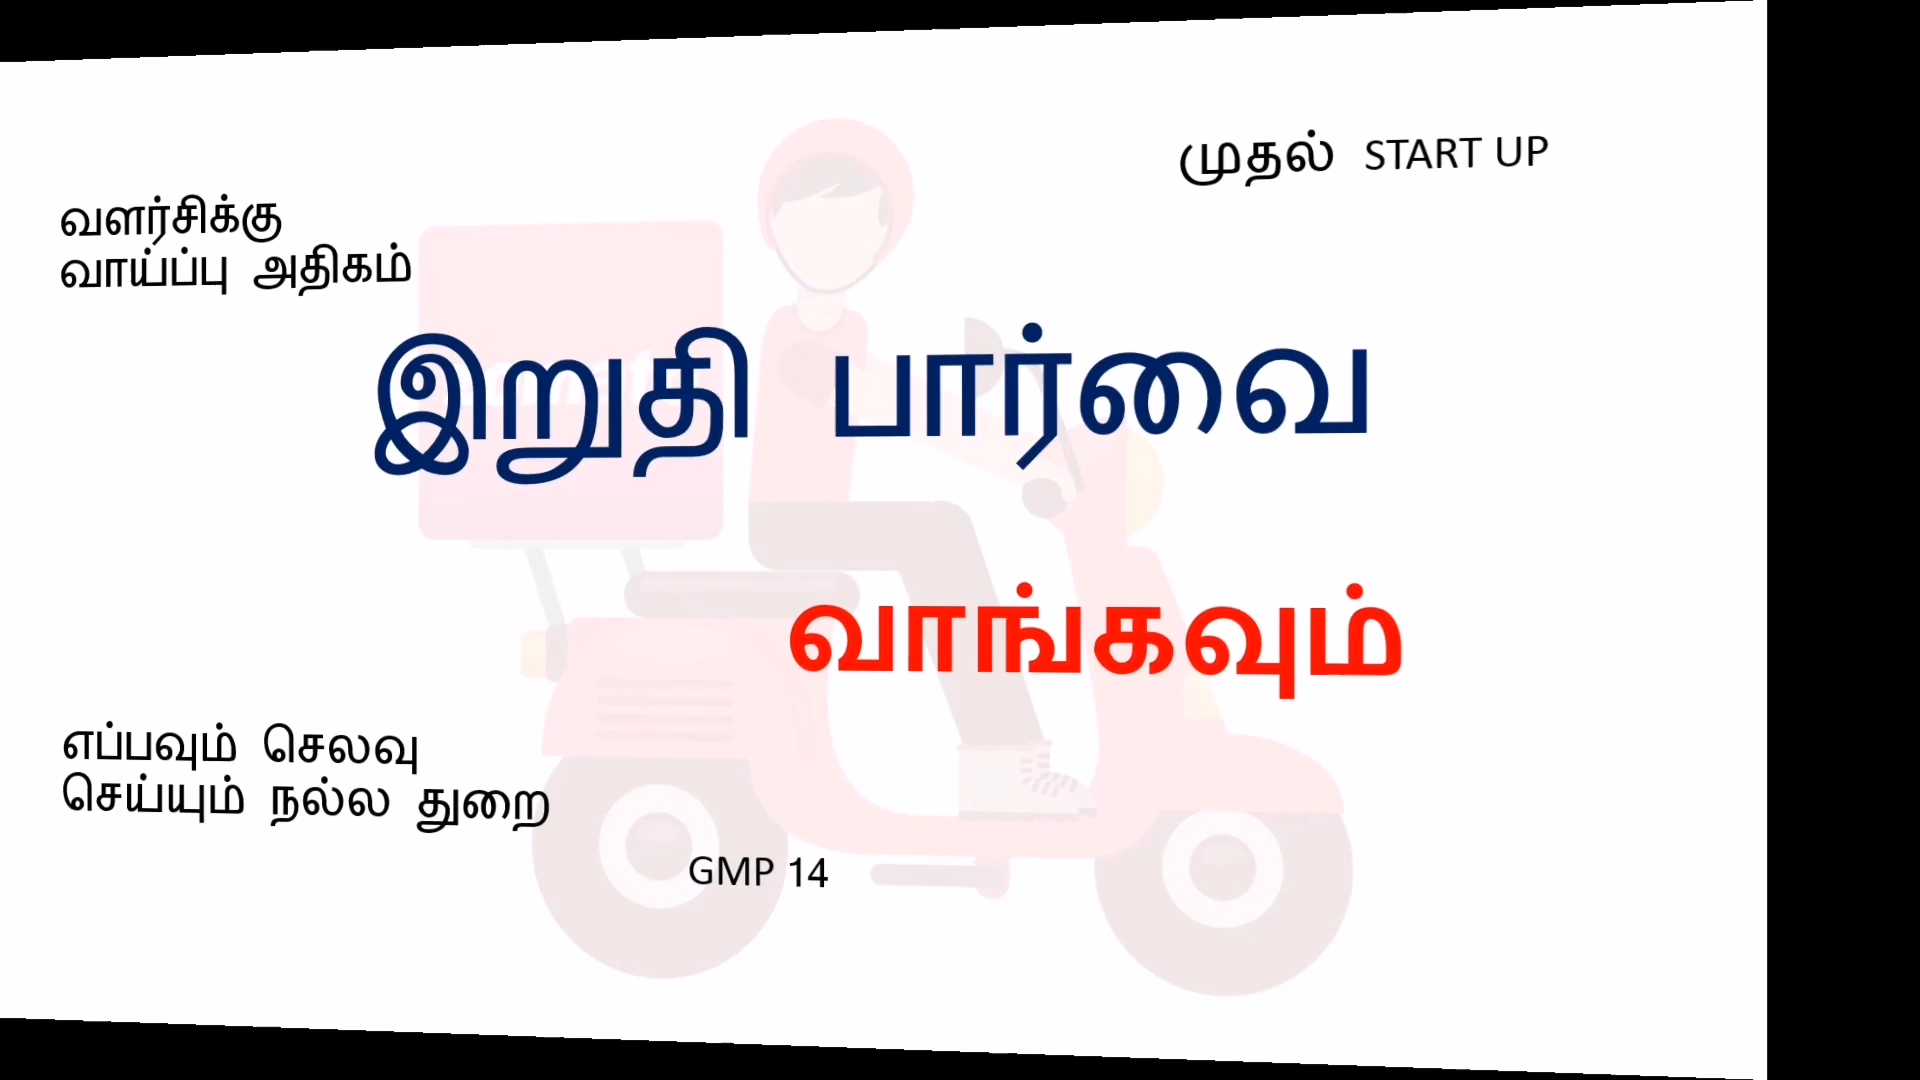 முதல் START UP
வளர்சிக்கு
வாய்ப்பு அதிகம்
இறுதி பார்வை
வாங்கவும்
எப்பவும் செலவு
செய்யும் நல்ல துறை
GMP 14